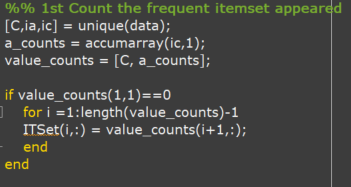 %% 1st Count the frequent itemset appeared
[C,ia,ic] = unique(data);
a_counts = accumarray(ic,1);
value_counts = [C, a_counts];
if value_counts(1,1)==0
for i =1:length(value_counts)-1
ITSet(i,:) = value_counts(i+1,:);
end
end